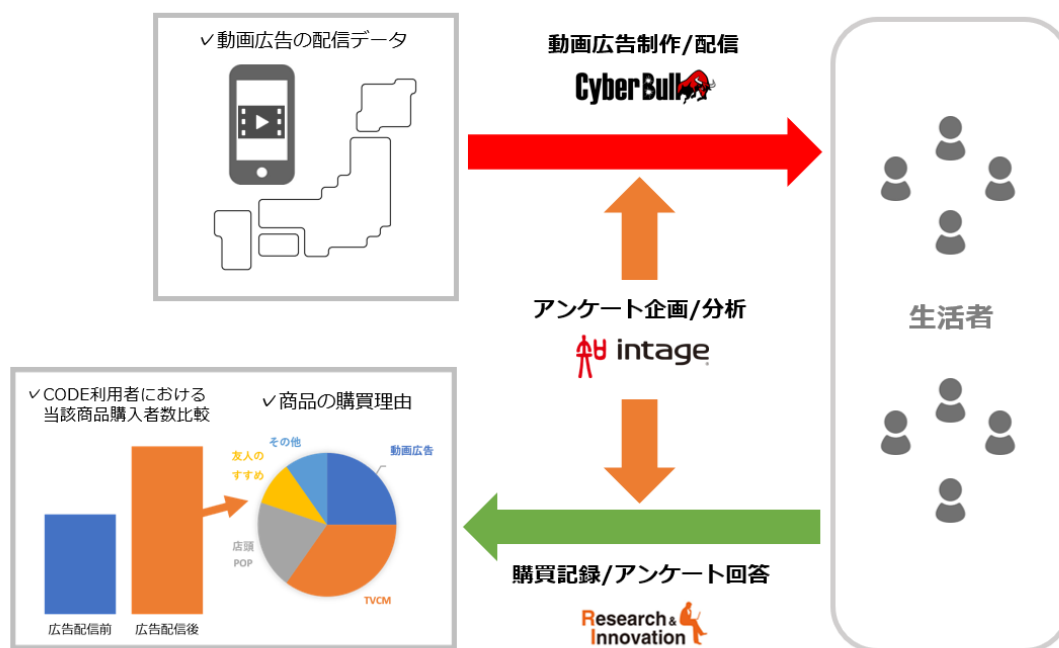 ✓動画広告の配信データ
動画広告制作/配信
CyberBull
アンケート企画/分析
intage
生活者
✓CODE利用者における
当該商品購入者数比較
✓商品の購買理由
その他
友人の
すすめ
動画広告
店頭
POP
TVCM
広告配信前
広告配信後
購買記録/アンケート回答
Research &
Innovation